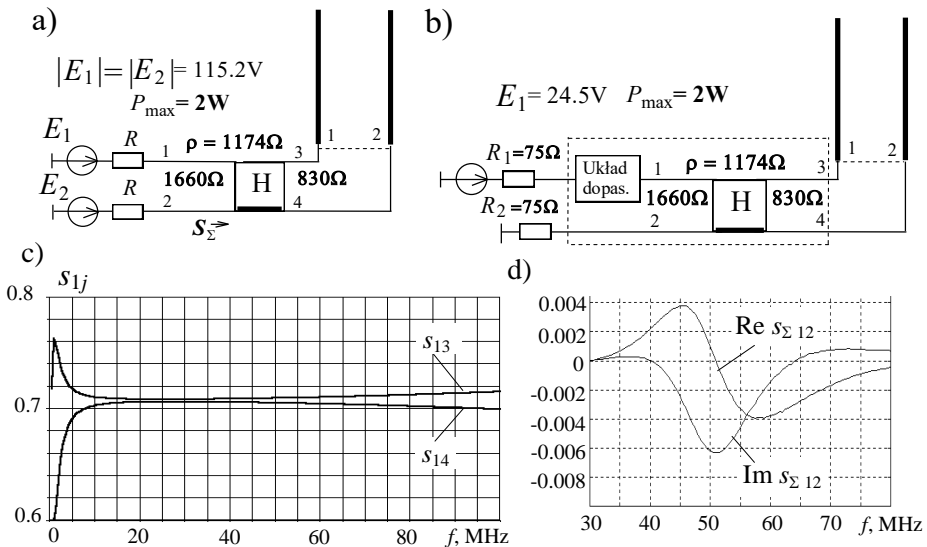 a)
|E₁|=|E₂|= 115.2V
Pmax= 2W
E₁
R
1
ρ = 1174Ω
3
1
2
1660Ω
H
830Ω
E₂
R
2
S_Σ
4
b)
E₁= 24.5V Pmax= 2W
R₁=75Ω
Układ
dopas.
1
ρ = 1174Ω
3
1
2
1660Ω
H
830Ω
R₂=75Ω
2
4
c)
s₁ⱼ
0.8
0.7
0.6
s₁₃
s₁₄
0 20 40 60 80 f, MHz
d)
0.004
0.002
0
-0.002
-0.004
-0.006
-0.008
Re s_Σ 12
Im s_Σ 12
30 40 50 60 70 f, MHz